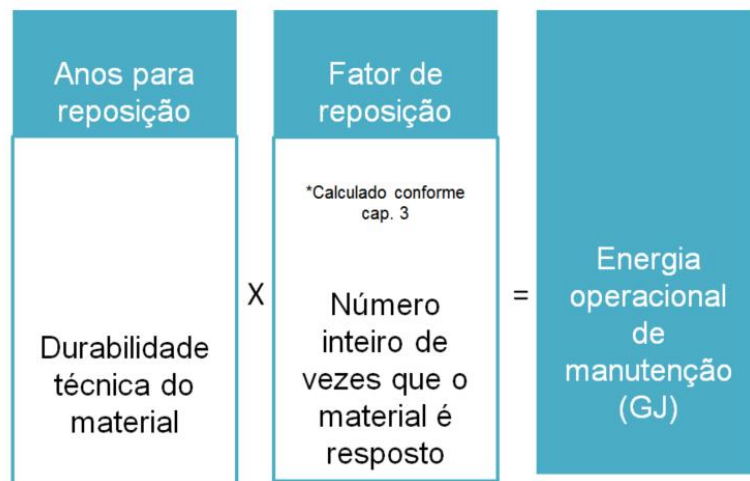 Anos para
reposição
Durabilidade
técnica do
material
X
Fator de
reposição
*Calculado conforme
cap. 3
Número
inteiro de
vezes que o
material é
resposto
=
Energia
operacional
de
manutenção
(GJ)